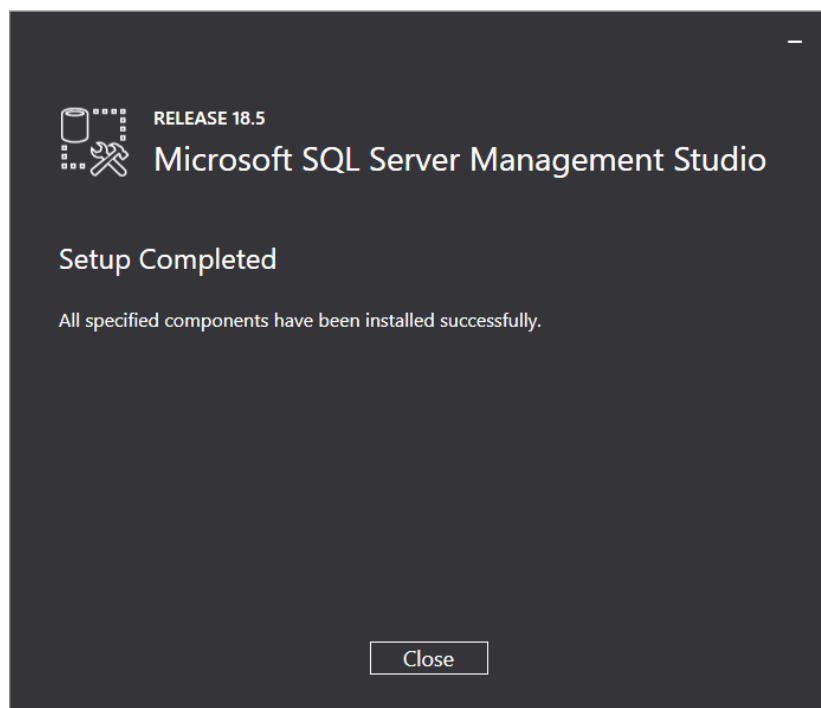 RELEASE 18.5
Microsoft SQL Server Management Studio
Setup Completed
All specified components have been installed successfully.
Close